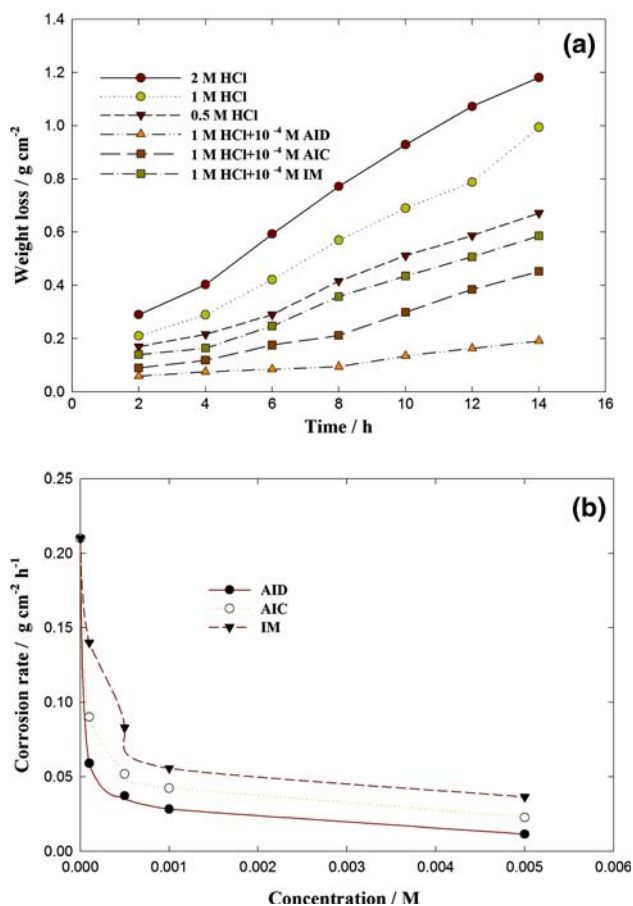 (a)
1.4
1.2
1.0
0.8
0.6
0.4
0.2
0.0
Weight loss / g cm⁻²
2 M HCl
1 M HCl
0.5 M HCl
1 M HCl+10⁻⁴ M AID
1 M HCl+10⁻⁴ M AIC
1 M HCl+10⁻⁴ M IM
0 2 4 6 8 10 12 14 16
Time / h
(b)
0.25
0.20
0.15
0.10
0.05
0.00
Corrosion rate / g cm⁻² h⁻¹
AID
AIC
IM
0.000 0.001 0.002 0.003 0.004 0.005 0.006
Concentration / M